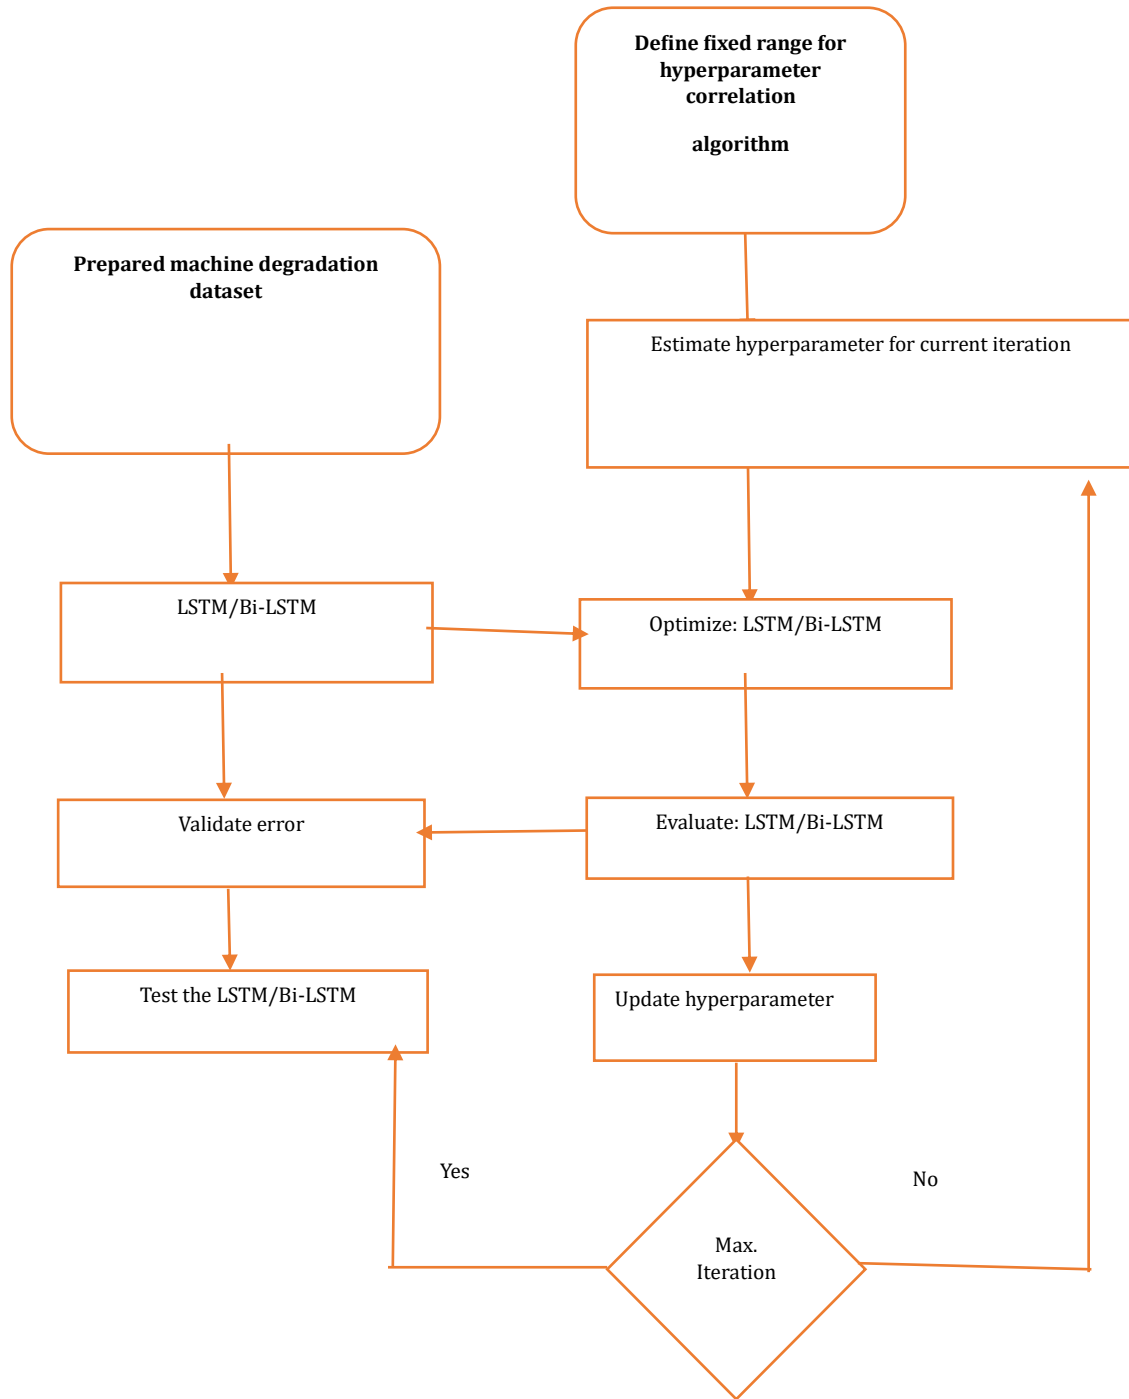 Define fixed range for
hyperparameter
correlation
algorithm
Prepared machine degradation
dataset
Estimate hyperparameter for current iteration
LSTM/Bi-LSTM
Optimize: LSTM/Bi-LSTM
Validate error
Evaluate: LSTM/Bi-LSTM
Test the LSTM/Bi-LSTM
Update hyperparameter
Yes
No
Max.
Iteration